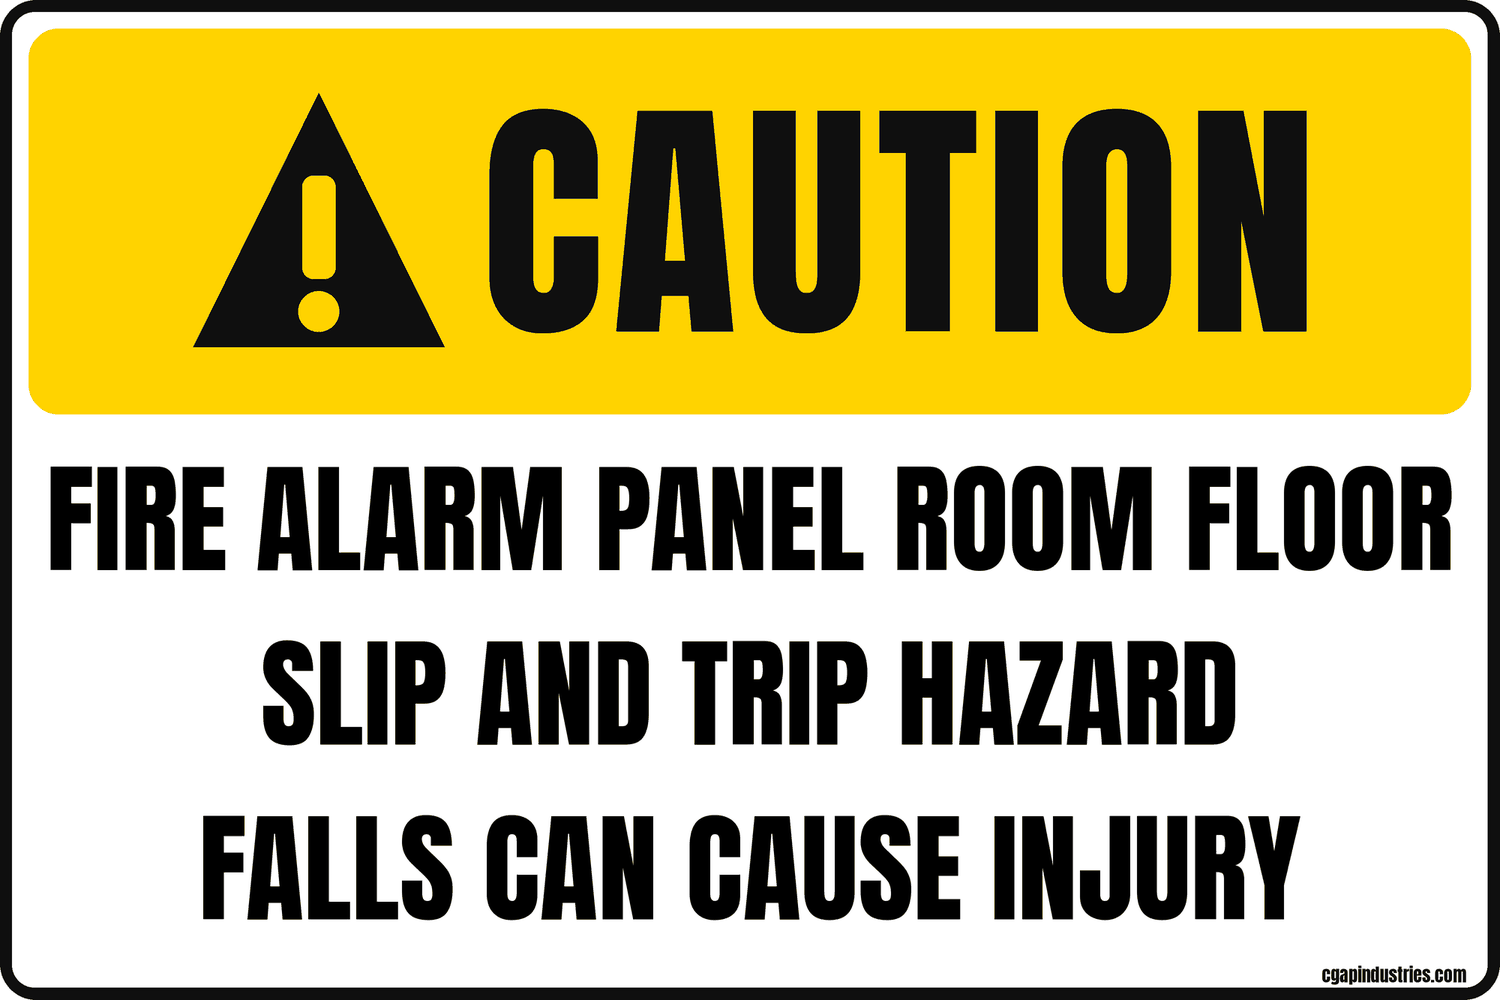 CAUTION
FIRE ALARM PANEL ROOM FLOOR
SLIP AND TRIP HAZARD
FALLS CAN CAUSE INJURY
cgapindustries.com